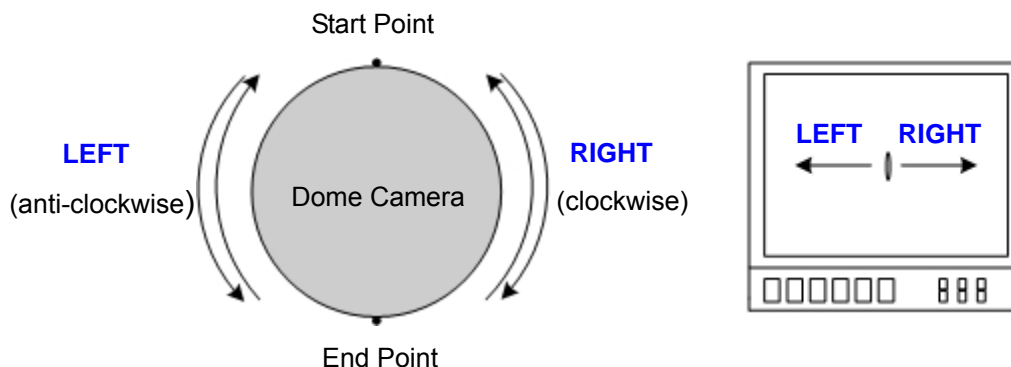 Start Point
LEFT
(anti-clockwise)
Dome Camera
RIGHT
(clockwise)
End Point
LEFT RIGHT